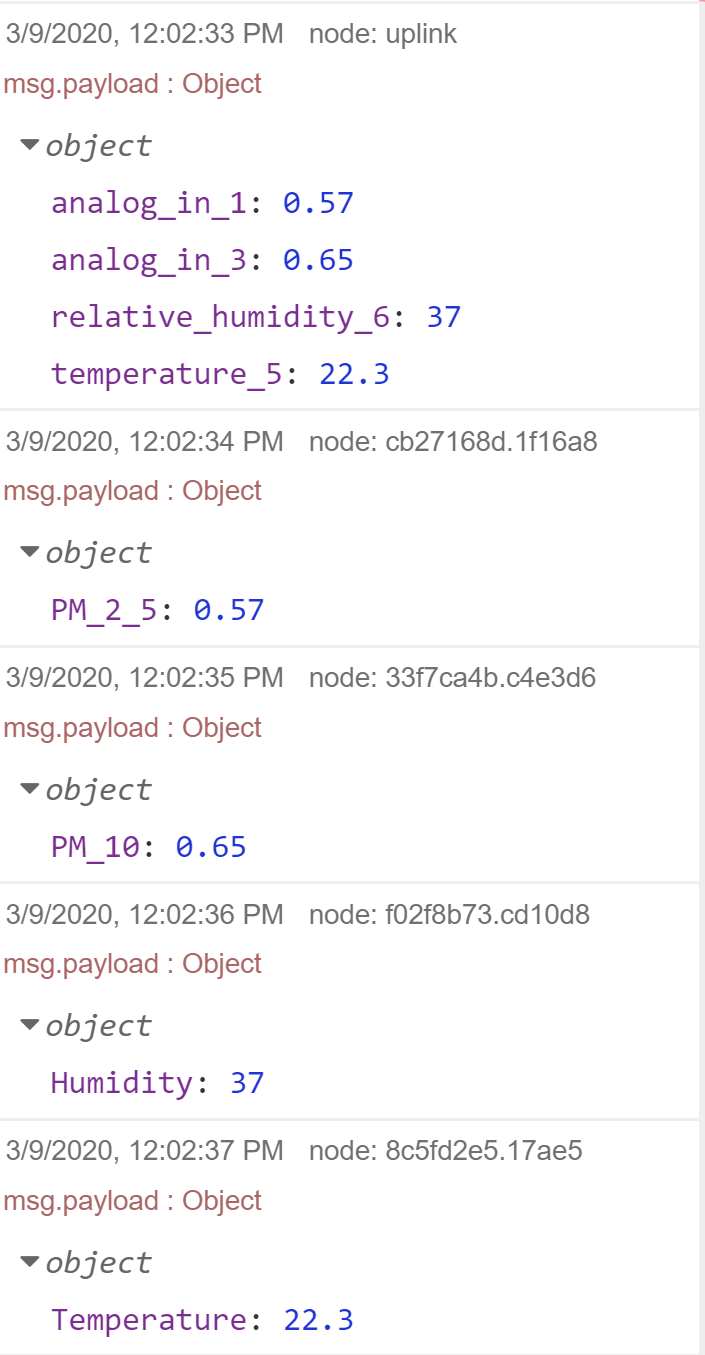 3/9/2020, 12:02:33 PM node: uplink
msg.payload : Object
object
analog_in_1: 0.57
analog_in_3: 0.65
relative_humidity_6: 37
temperature_5: 22.3
3/9/2020, 12:02:34 PM node: cb27168d.1f16a8
msg.payload : Object
object
PM_2_5: 0.57
3/9/2020, 12:02:35 PM node: 33f7ca4b.c4e3d6
msg.payload : Object
object
PM_10: 0.65
3/9/2020, 12:02:36 PM node: f02f8b73.cd10d8
msg.payload : Object
object
Humidity: 37
3/9/2020, 12:02:37 PM node: 8c5fd2e5.17ae5
msg.payload : Object
object
Temperature: 22.3